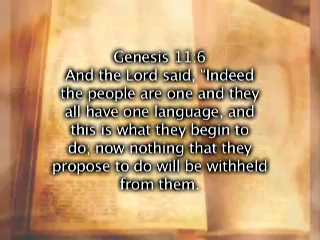 Genesis 11:6
And the Lord said, "Indeed
the people are one and they
all have one language, and
this is what they begin to
do; now nothing that they
propose to do will be withheld
from them.